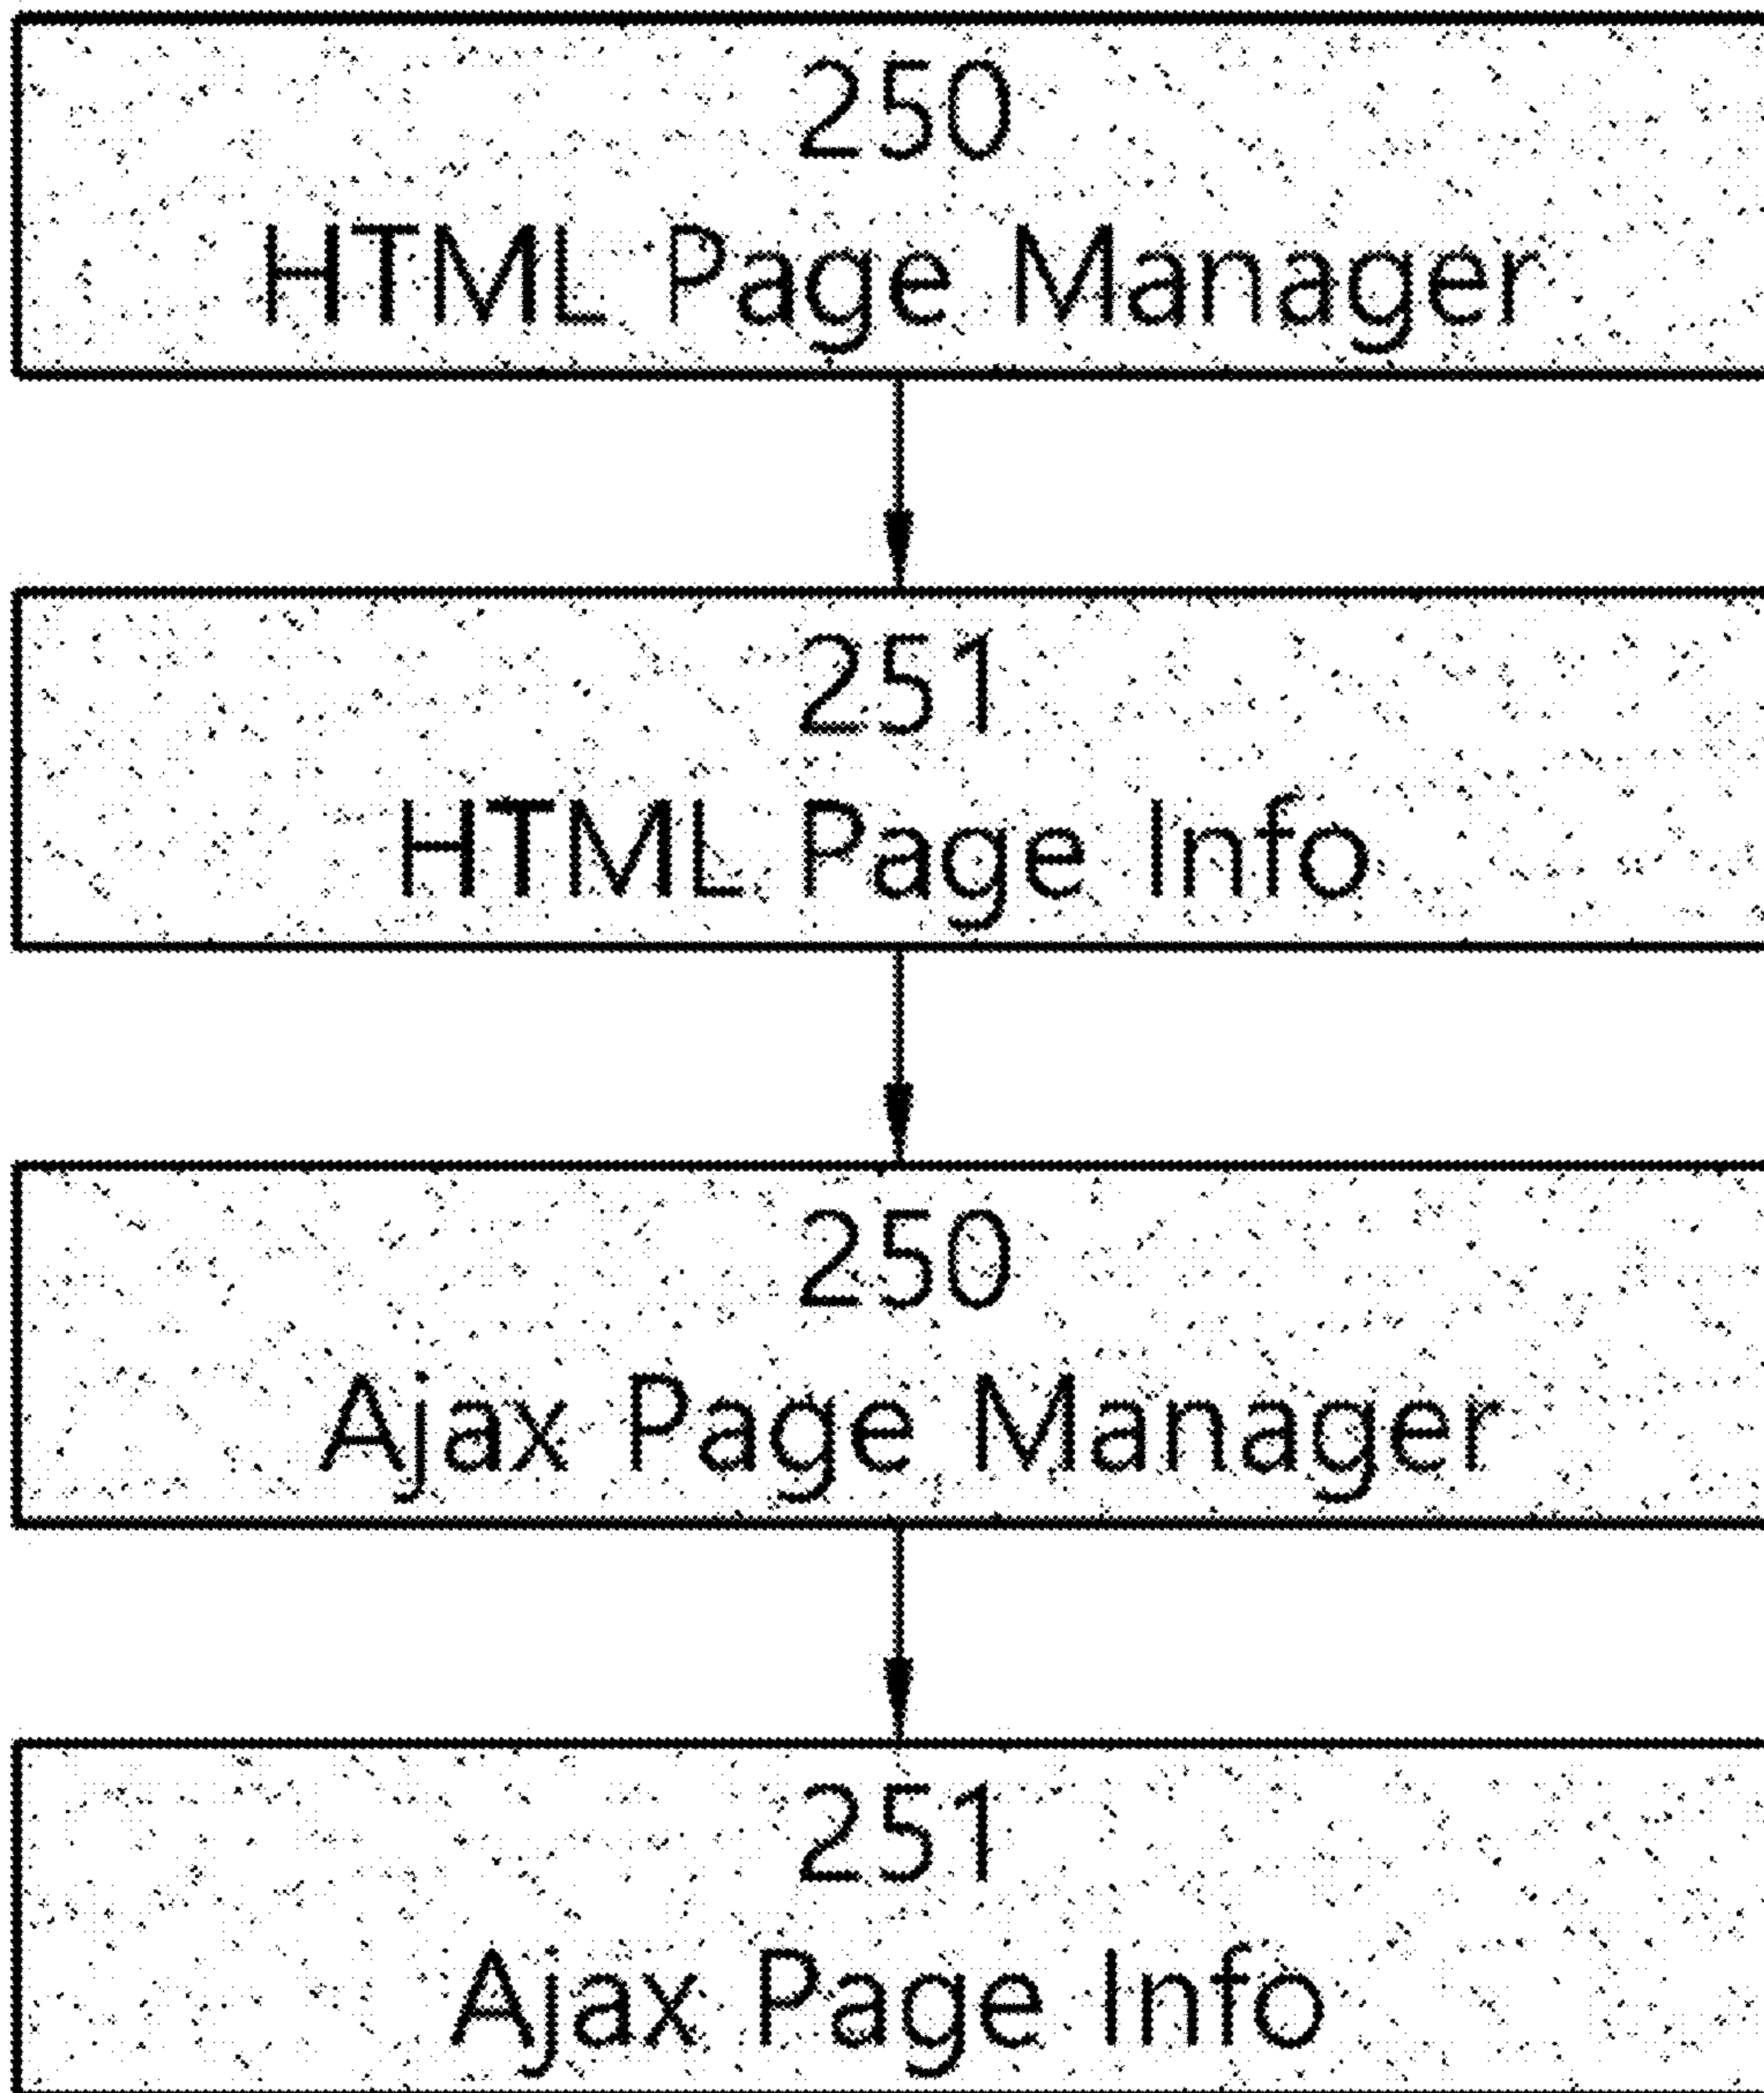 250
HTML Page Manager
251
HTML Page Info
250
Ajax Page Manager
251
Ajax Page Info